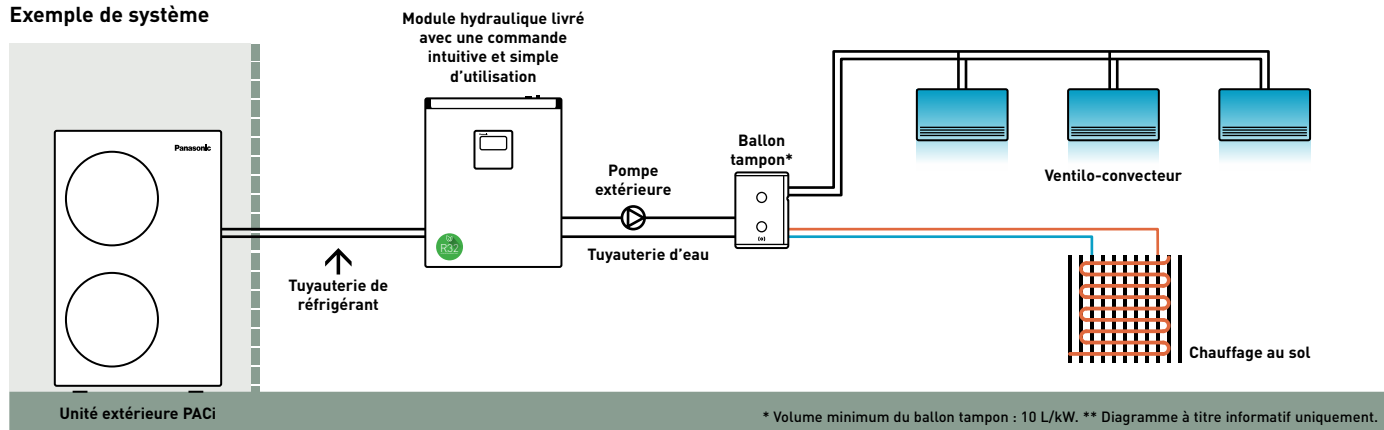 Exemple de système
Module hydraulique livré
avec une commande
intuitive et simple
d'utilisation
Panasonic
Ballon
tampon*
Pompe
extérieure
Ventilo-convecteur
R32
Tuyauterie d'eau
Tuyauterie de
réfrigérant
Chauffage au sol
Unité extérieure PACi
* Volume minimum du ballon tampon : 10 L/kW. ** Diagramme à titre informatif uniquement.